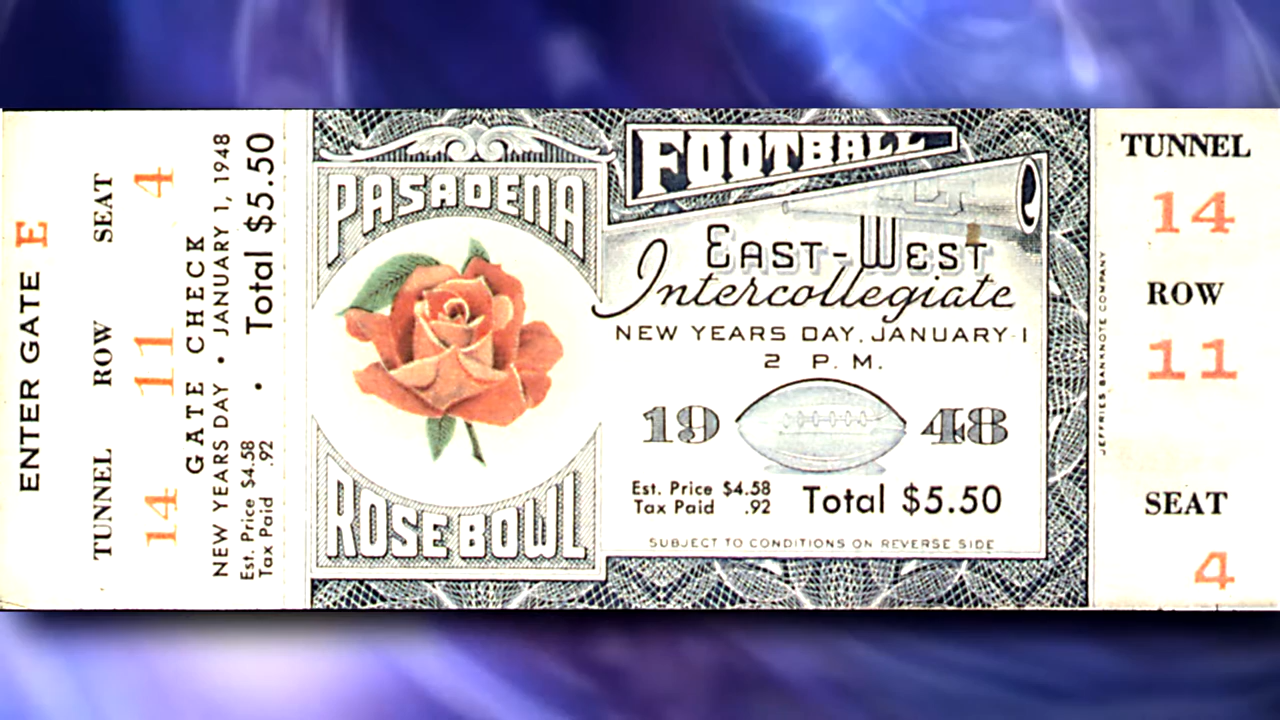 ENTER GATE E
TUNNEL ROW SEAT
14 11 4
GATE CHECK
NEW YEARS DAY • JANUARY 1, 1948
Est. Price $4.58
Tax Paid .92
• Total $5.50
PASADENA
ROSE BOWL
FOOTBALL
EAST-WEST
Intercollegiate
NEW YEARS DAY, JANUARY 1
2 P. M.
19 48
Est. Price $4.58
Tax Paid .92
Total $5.50
SUBJECT TO CONDITIONS ON REVERSE SIDE
JEFFRIES BANKNOTE COMPANY
TUNNEL
14
ROW
11
SEAT
4